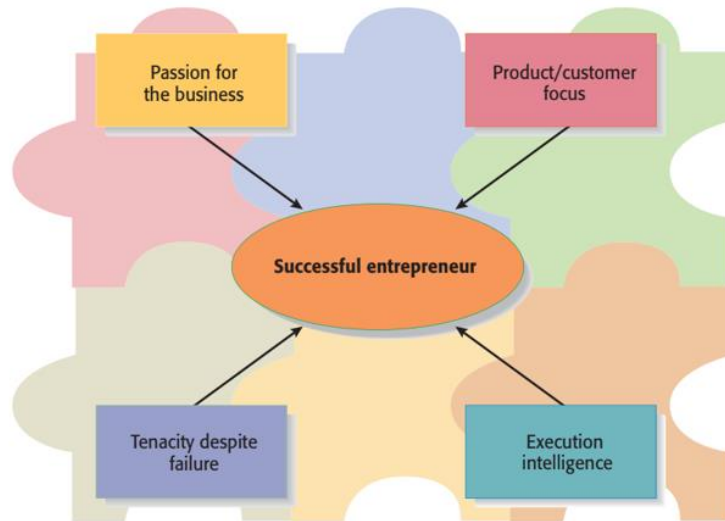 Passion for
the business
Product/customer
focus
Successful entrepreneur
Tenacity despite
failure
Execution
intelligence